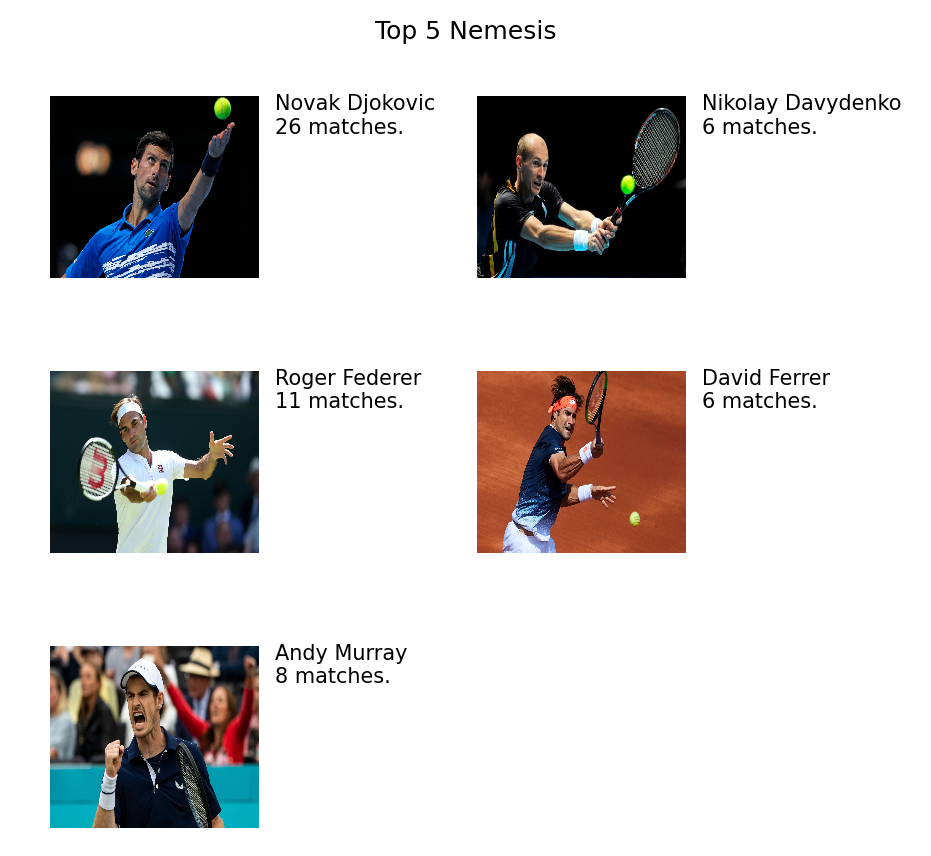 Top 5 Nemesis
Novak Djokovic
26 matches.
Nikolay Davydenko
6 matches.
Roger Federer
11 matches.
David Ferrer
6 matches.
Andy Murray
8 matches.